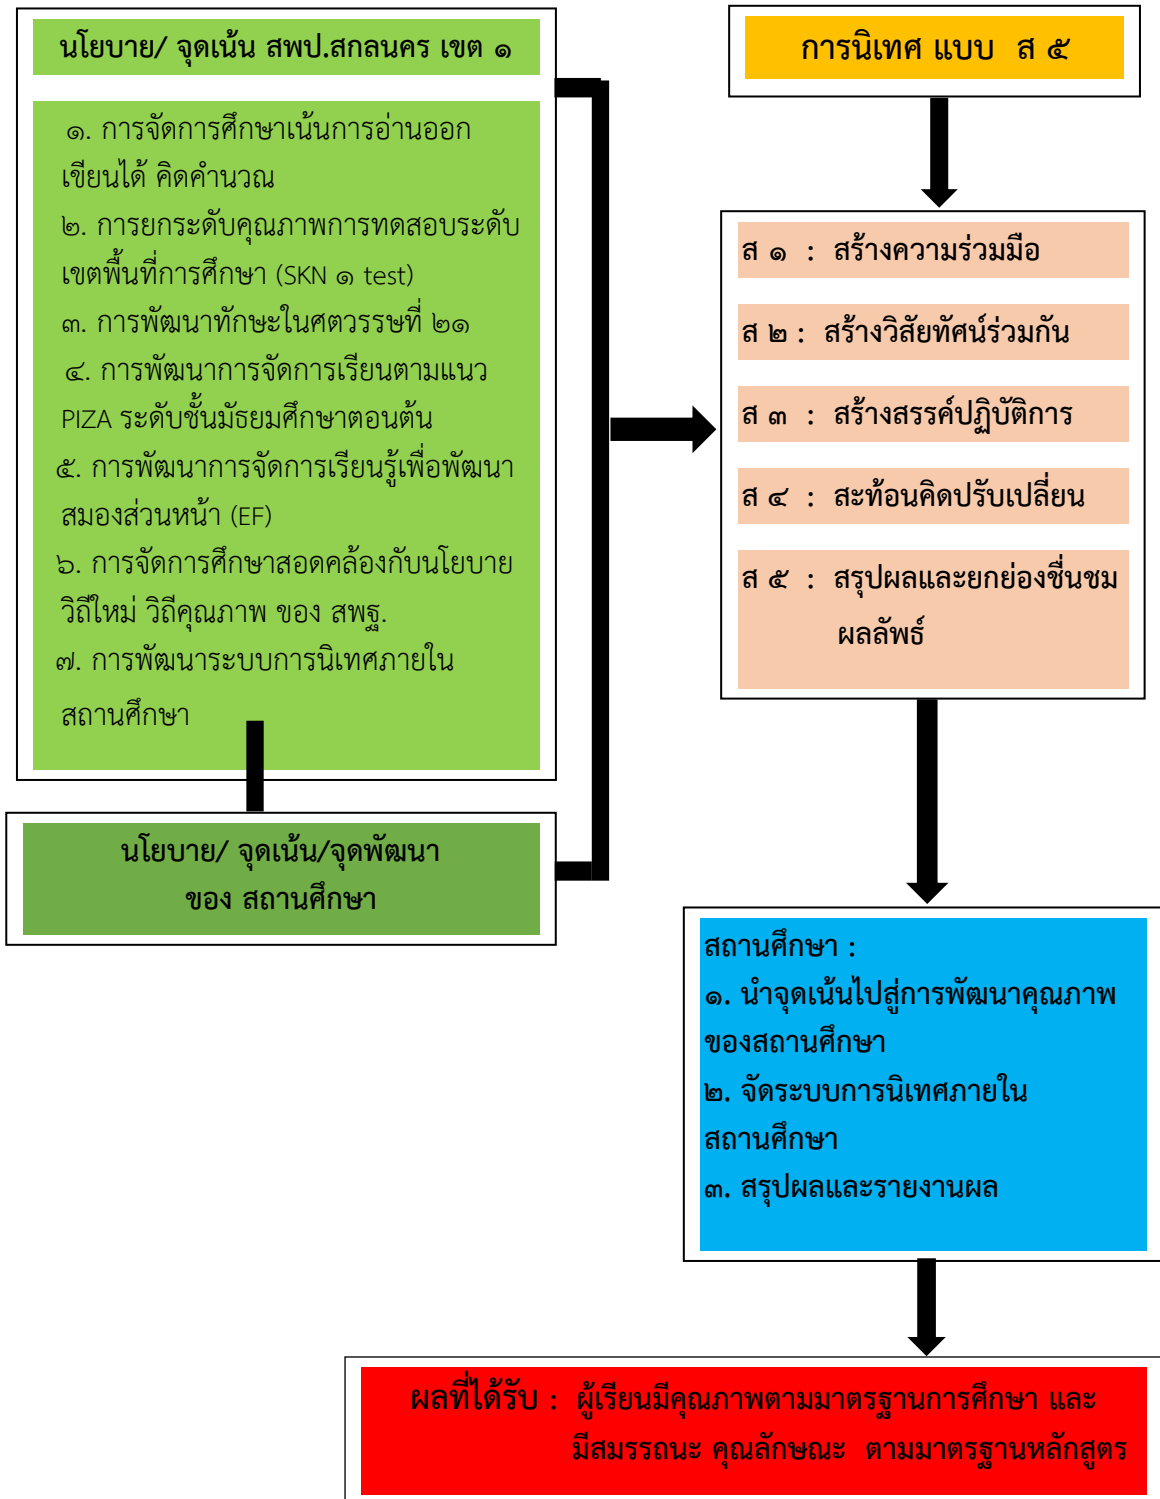 นโยบาย/ จุดเน้น สพป.สกลนคร เขต ๑
๑. การจัดการศึกษาเน้นการอ่านออก
เขียนได้ คิดคำนวณ
๒. การยกระดับคุณภาพการทดสอบระดับ
เขตพื้นที่การศึกษา (SKN ๑ test)
๓. การพัฒนาทักษะในศตวรรษที่ ๒๑
๔. การพัฒนาการจัดการเรียนตามแนว
PIZA ระดับชั้นมัธยมศึกษาตอนต้น
๕. การพัฒนาการจัดการเรียนรู้เพื่อพัฒนา
สมองส่วนหน้า (EF)
๖. การจัดการศึกษาสอดคล้องกับนโยบาย
วิถีใหม่ วิถีคุณภาพ ของ สพฐ.
๗. การพัฒนาระบบการนิเทศภายใน
สถานศึกษา
นโยบาย/ จุดเน้น/จุดพัฒนา
ของ สถานศึกษา
การนิเทศ แบบ ส ๕
ส ๑ : สร้างความร่วมมือ
ส ๒ : สร้างวิสัยทัศน์ร่วมกัน
ส ๓ : สร้างสรรค์ปฏิบัติการ
ส ๔ : สะท้อนคิดปรับเปลี่ยน
ส ๕ : สรุปผลและยกย่องชื่นชม
ผลลัพธ์
สถานศึกษา :
๑. นำจุดเน้นไปสู่การพัฒนาคุณภาพ
ของสถานศึกษา
๒. จัดระบบการนิเทศภายใน
สถานศึกษา
๓. สรุปผลและรายงานผล
ผลที่ได้รับ : ผู้เรียนมีคุณภาพตามมาตรฐานการศึกษา และ
มีสมรรถนะ คุณลักษณะ ตามมาตรฐานหลักสูตร